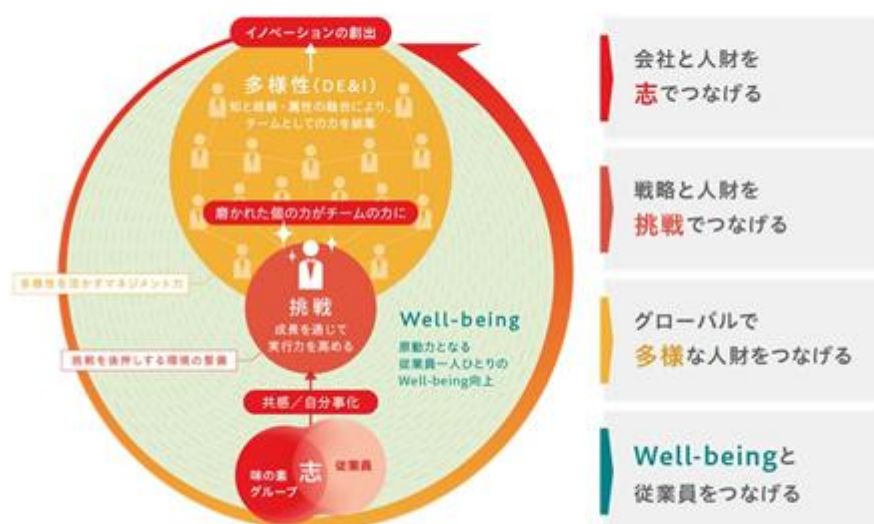 イノベーションの創出
多様性(DE&I)
知と経験・属性の融合により、
チームとしての力を結集
磨かれた個の力がチームの力に
多様性を活かすマネジメント力
挑戦
成長を通じて
実行力を高める
挑戦を後押しする環境の整備
Well-being
原動力となる
従業員一人ひとりの
Well-being向上
共感／自分事化
味の素
グループ
志
従業員
会社と人財を
志でつなげる
戦略と人財を
挑戦でつなげる
グローバルで
多様な人財をつなげる
Well-beingと
従業員をつなげる